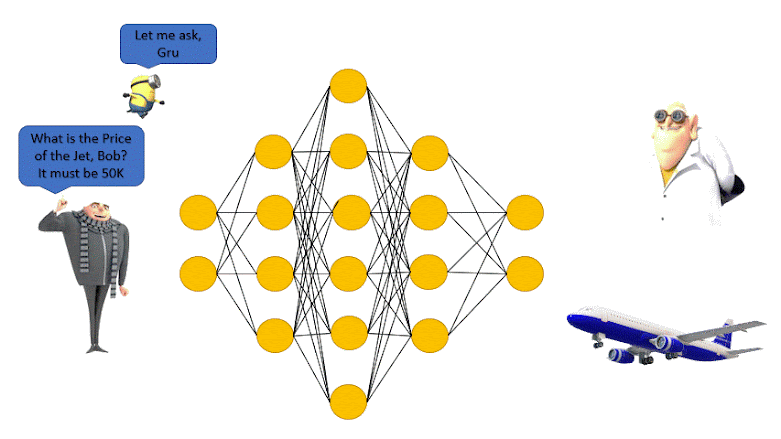 Let me ask,
Gru
What is the Price
of the Jet, Bob?
It must be 50K